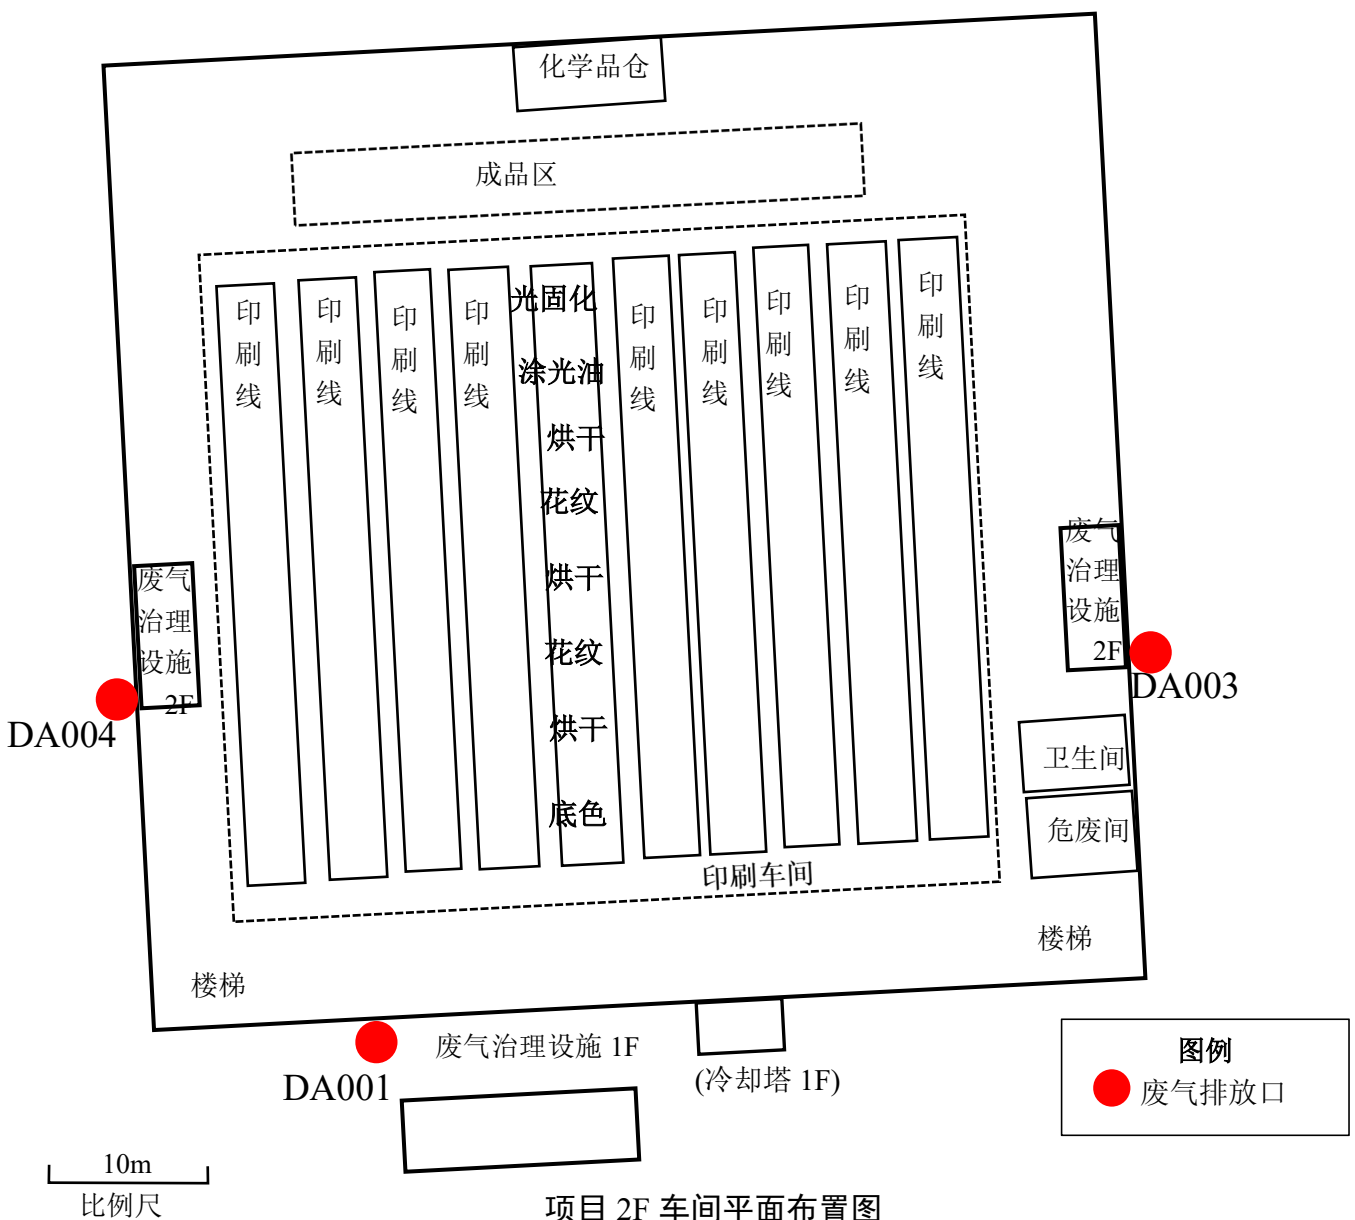 化学品仓
成品区
印刷线
印刷线
印刷线
印刷线
光固化
涂光油
烘干
花纹
烘干
花纹
烘干
底色
印刷线
印刷线
印刷线
印刷线
印刷线
印刷车间
废气
治理
设施
2F
DA004
废气
治理
设施
2F
DA003
卫生间
危废间
楼梯
楼梯
DA001
废气治理设施 1F
(冷却塔 1F)
图例
废气排放口
10m
比例尺
项目 2F 车间平面布置图